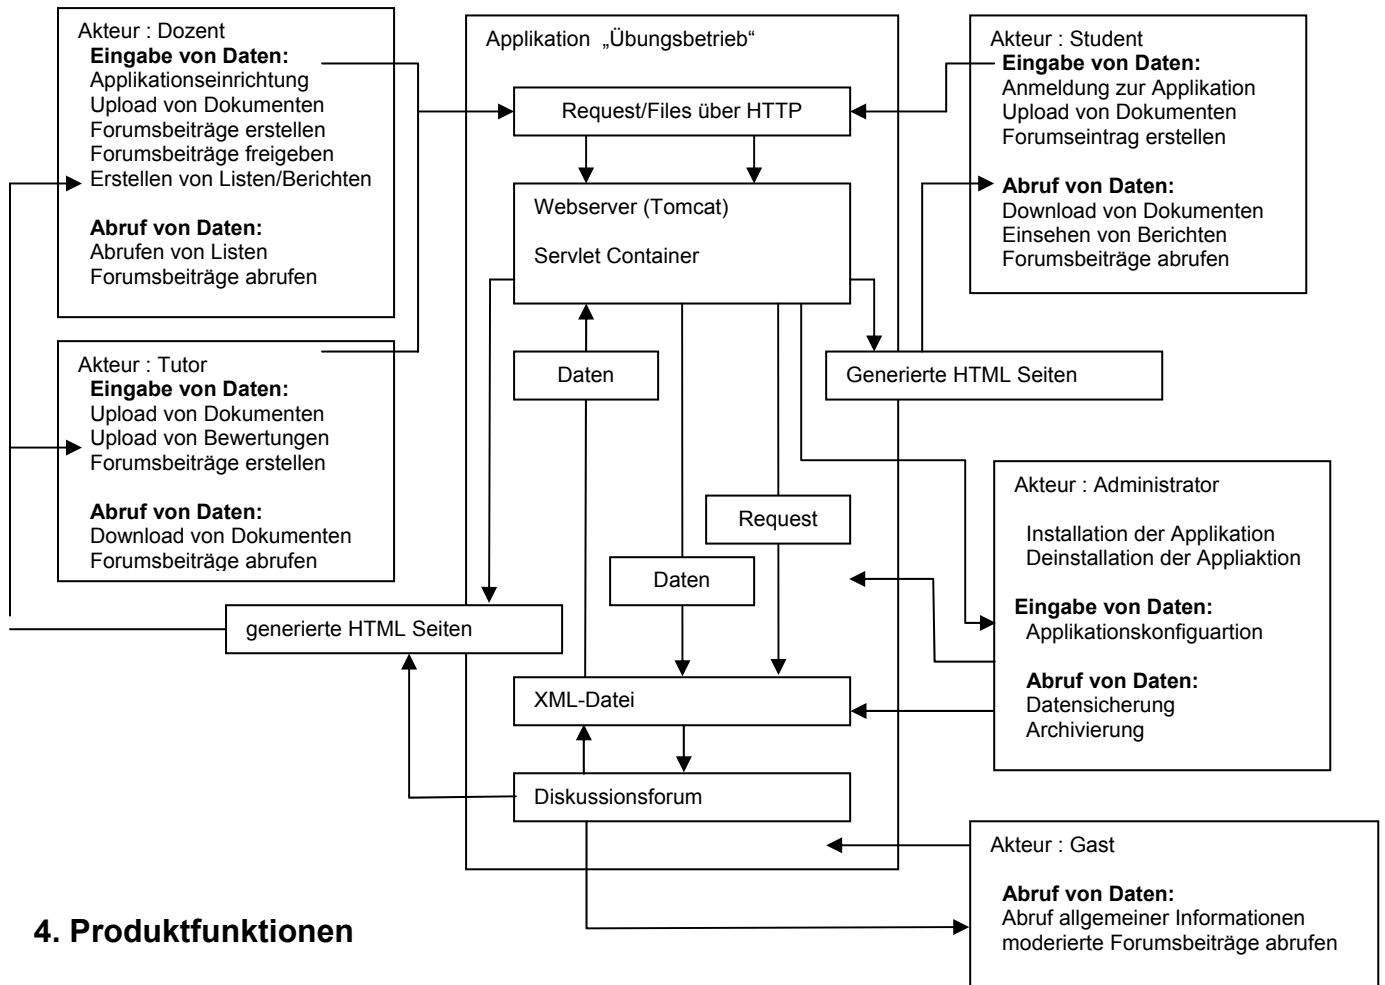 Akteur : Dozent
Eingabe von Daten:
Applikationseinrichtung
Upload von Dokumenten
Forumsbeiträge erstellen
Forumsbeiträge freigeben
Erstellen von Listen/Berichten
Abruf von Daten:
Abrufen von Listen
Forumsbeiträge abrufen
Akteur : Tutor
Eingabe von Daten:
Upload von Dokumenten
Upload von Bewertungen
Forumsbeiträge erstellen
Abruf von Daten:
Download von Dokumenten
Forumsbeiträge abrufen
generierte HTML Seiten
Applikation „Übungsbetrieb“
Request/Files über HTTP
Webserver (Tomcat)
Servlet Container
Daten
Request
Daten
XML-Datei
Diskussionsforum
Akteur : Student
Eingabe von Daten:
Anmeldung zur Applikation
Upload von Dokumenten
Forumseintrag erstellen
Abruf von Daten:
Download von Dokumenten
Einsehen von Berichten
Forumsbeiträge abrufen
Generierte HTML Seiten
Akteur : Administrator
Installation der Applikation
Deinstallation der Appliaktion
Eingabe von Daten:
Applikationskonfiguartion
Abruf von Daten:
Datensicherung
Archivierung
Akteur : Gast
Abruf von Daten:
Abruf allgemeiner Informationen
moderierte Forumsbeiträge abrufen
4. Produktfunktionen